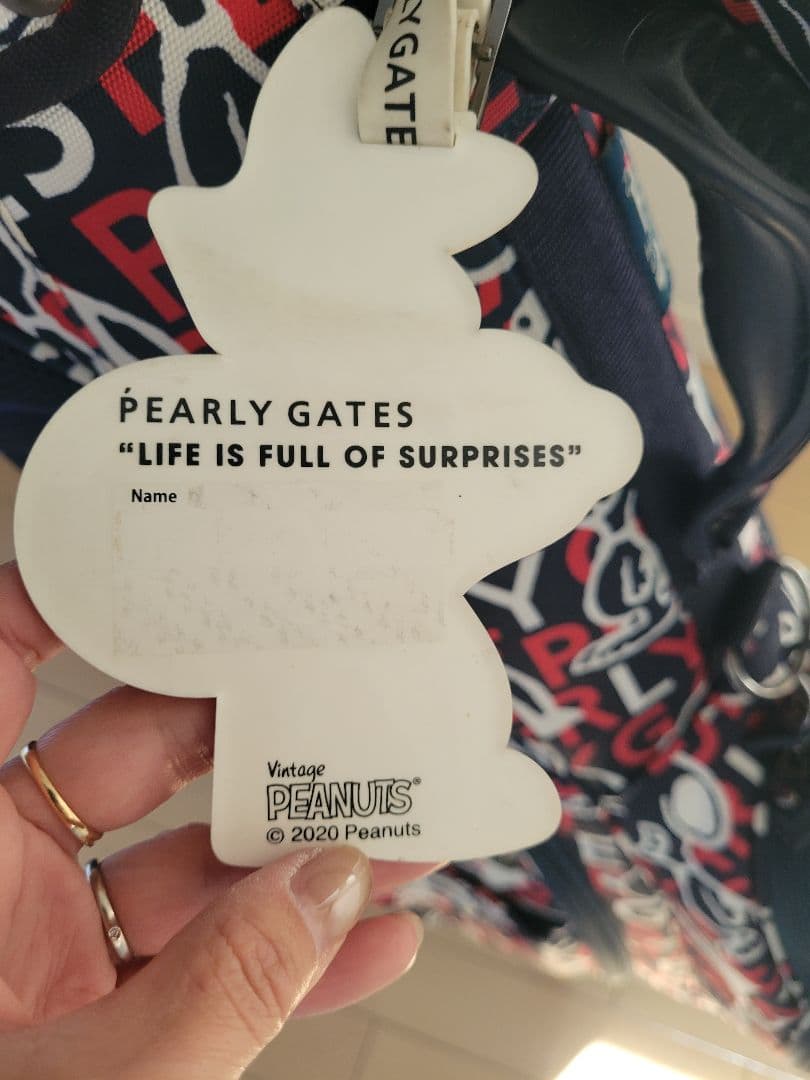 Y GATE
PEARLY GATES
“LIFE IS FULL OF SURPRISES”
Name
Vintage
PEANUTS®
© 2020 Peanuts